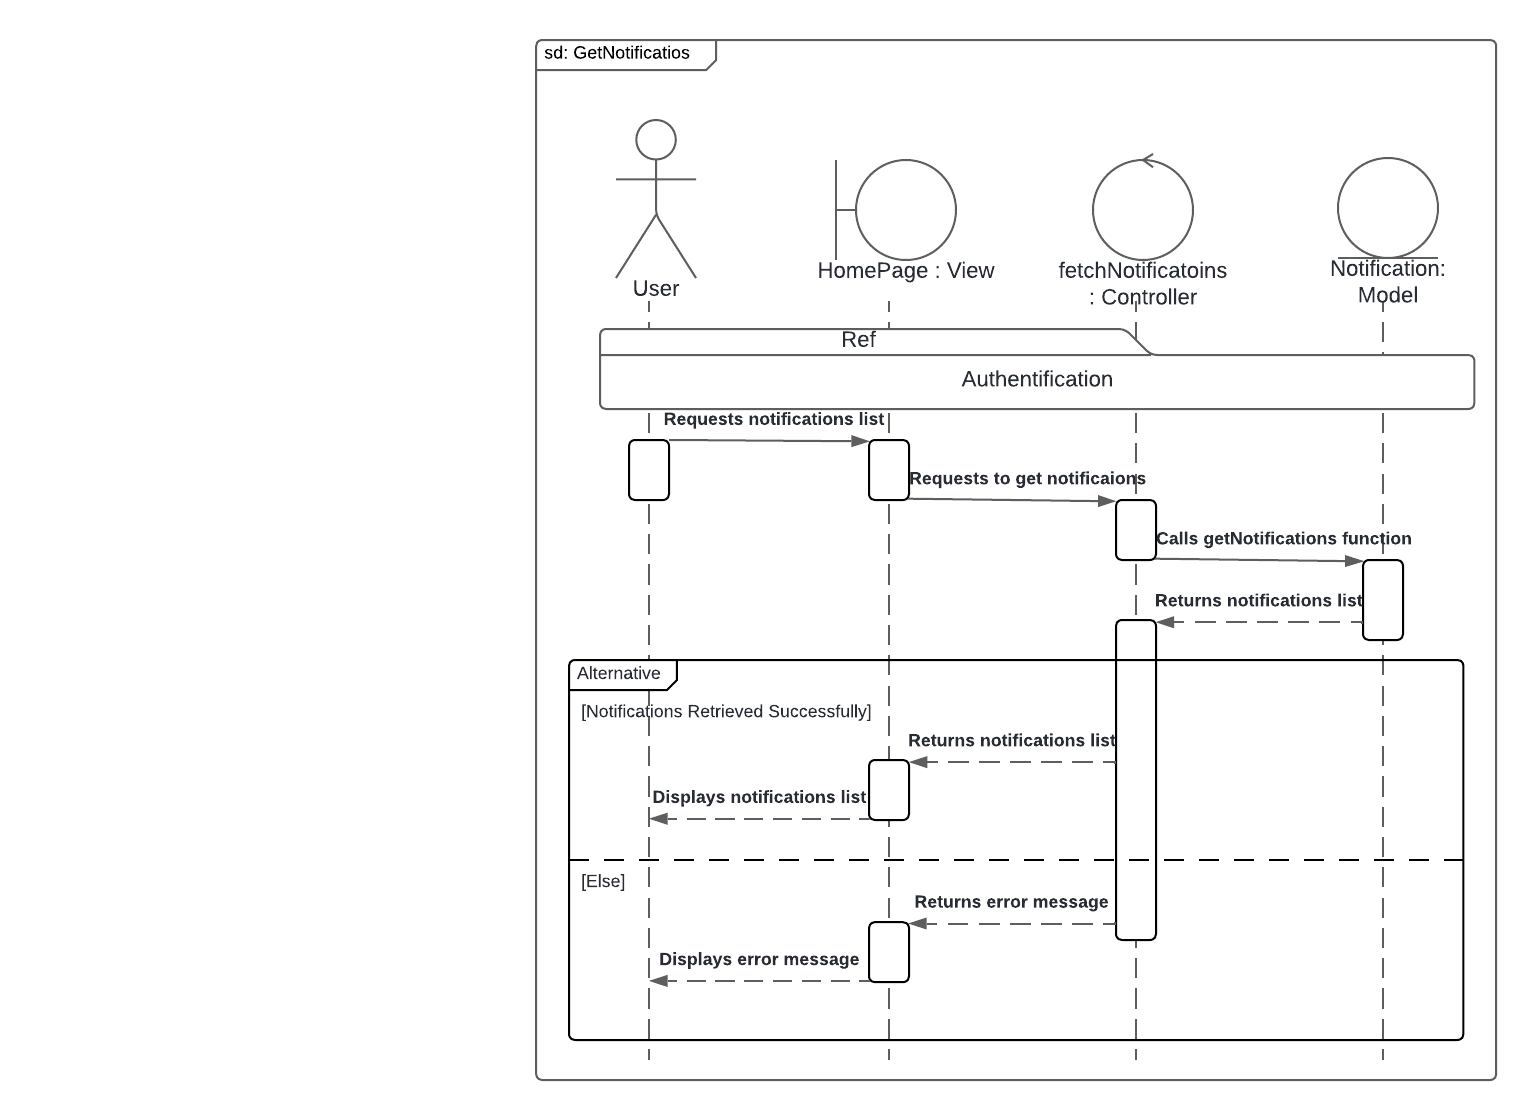 sd: GetNotificatios
User
HomePage : View
fetchNotificatoins
: Controller
Notification:
Model
Ref
Authentification
Requests notifications list
Requests to get notificaions
Calls getNotifications function
Returns notifications list
Alternative
[Notifications Retrieved Successfully]
Returns notifications list
Displays notifications list
[Else]
Returns error message
Displays error message